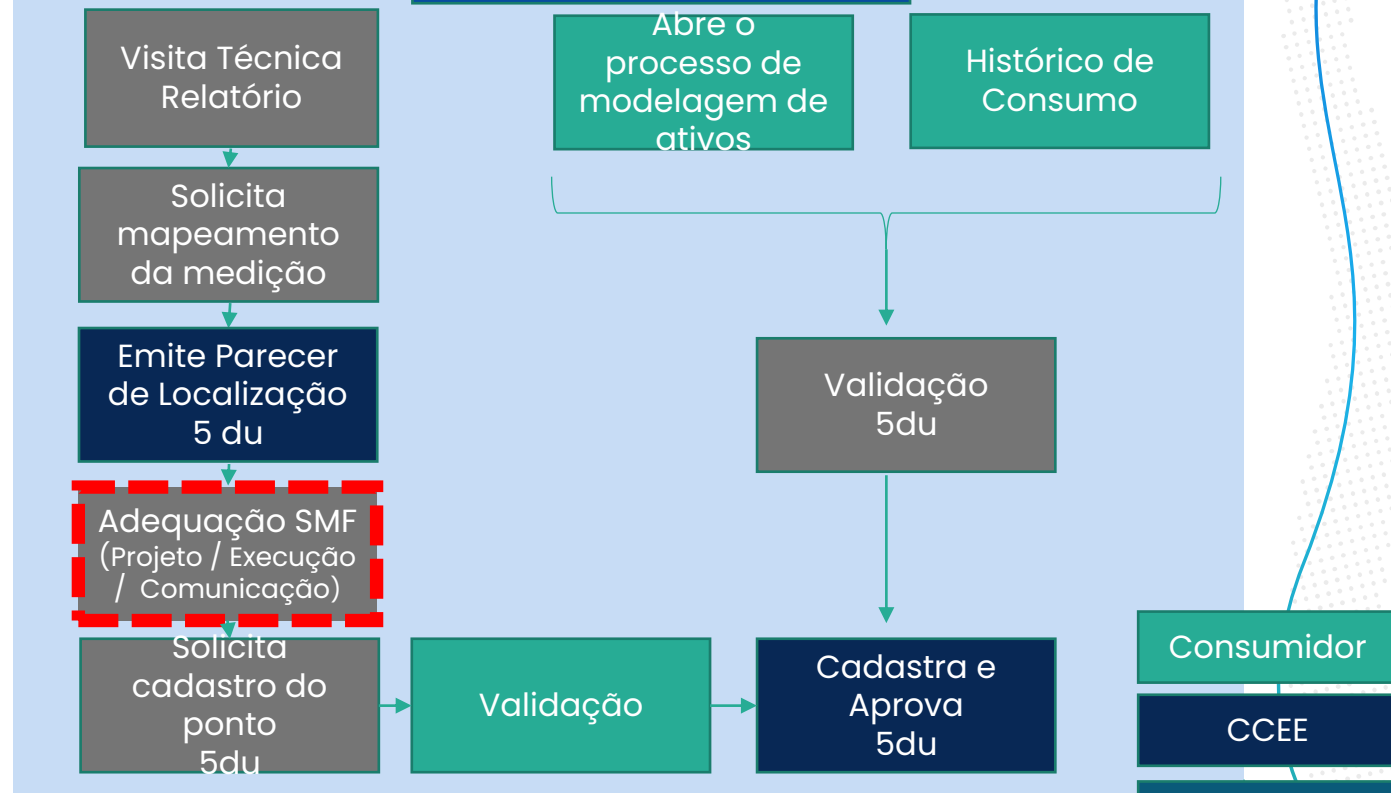 Visita Técnica
Relatório
Solicita
mapeamento
da medição
Emite Parecer
de Localização
5 du
Adequação SMF
(Projeto / Execução
/ Comunicação)
Solicita
cadastro do
ponto
5du
Validação
Abre o
processo de
modelagem de
ativos
Histórico de
Consumo
Validação
5du
Cadastra e
Aprova
5du
Consumidor
CCEE